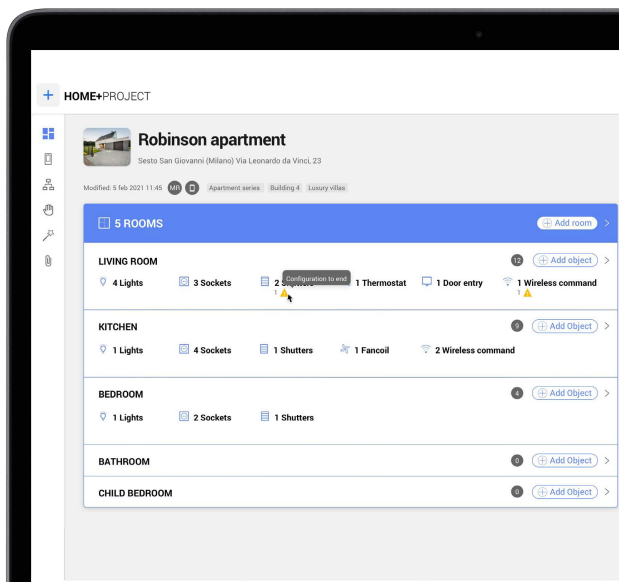 HOME+PROJECT
Robinson apartment
Sesto San Giovanni (Milano) Via Leonardo da Vinci, 23
Modified: 5 feb 2021 11:45 MR Apartment series Building 4 Luxury villas
5 ROOMS Add room
LIVING ROOM 12 Add object
4 Lights 3 Sockets 2 1 Thermostat 1 Door entry 1 Wireless command
Configuration to end
1 1
KITCHEN 9 Add Object
1 Lights 4 Sockets 1 Shutters 1 Fancoil 2 Wireless command
BEDROOM 4 Add Object
1 Lights 2 Sockets 1 Shutters
BATHROOM 0 Add Object
CHILD BEDROOM 0 Add Object